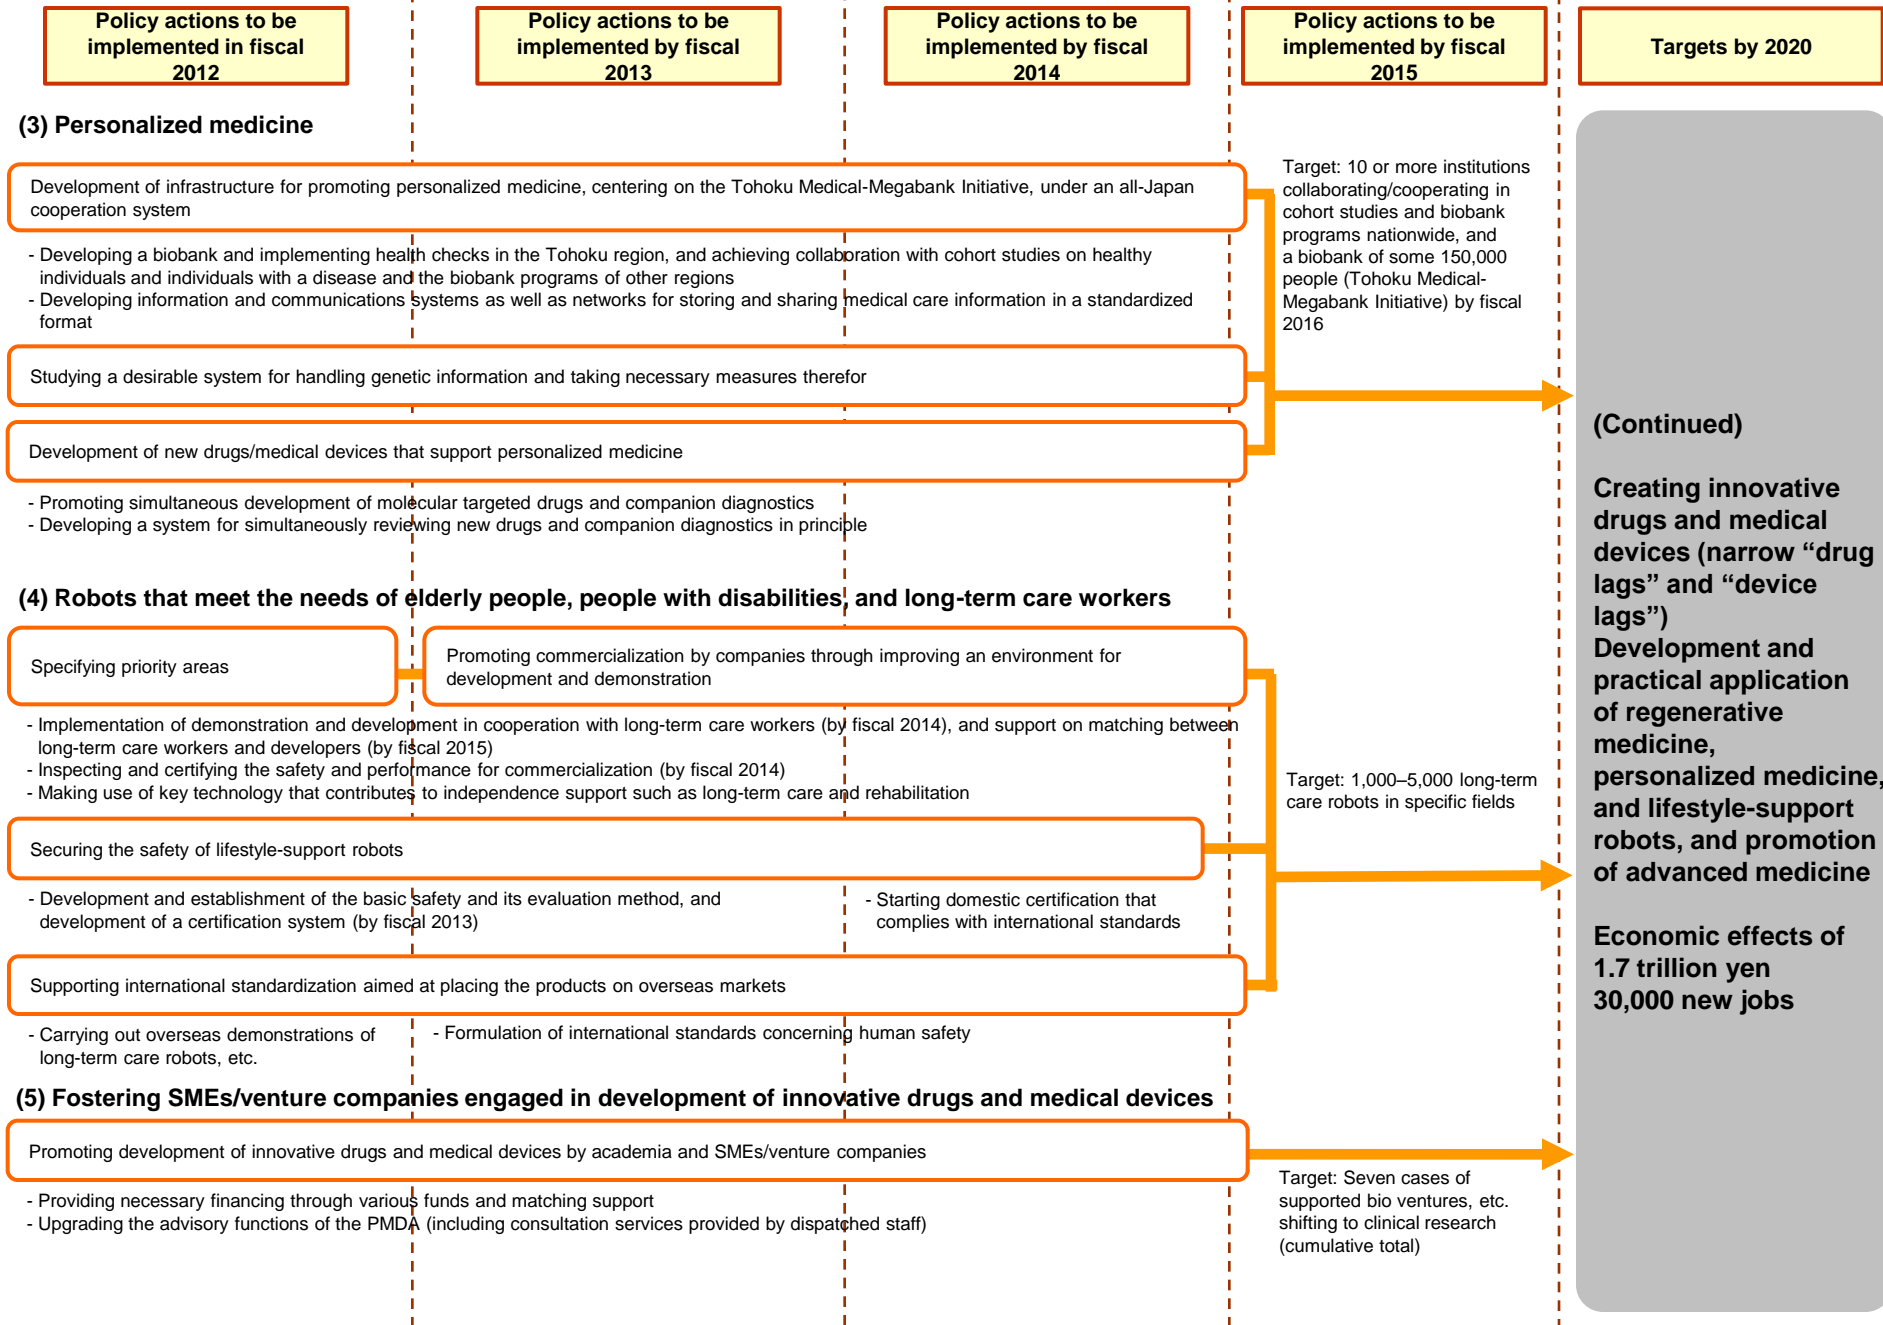 Policy actions to be
implemented in fiscal
2012
Policy actions to be
implemented by fiscal
2013
Policy actions to be
implemented by fiscal
2014
Policy actions to be
implemented by fiscal
2015
Targets by 2020
(3) Personalized medicine
Development of infrastructure for promoting personalized medicine, centering on the Tohoku Medical-Megabank Initiative, under an all-Japan
cooperation system
- Developing a biobank and implementing health checks in the Tohoku region, and achieving collaboration with cohort studies on healthy
individuals and individuals with a disease and the biobank programs of other regions
- Developing information and communications systems as well as networks for storing and sharing medical care information in a standardized
format
Target: 10 or more institutions
collaborating/cooperating in
cohort studies and biobank
programs nationwide, and
a biobank of some 150,000
people (Tohoku Medical-
Megabank Initiative) by fiscal
2016
Studying a desirable system for handling genetic information and taking necessary measures therefor
Development of new drugs/medical devices that support personalized medicine
- Promoting simultaneous development of molecular targeted drugs and companion diagnostics
- Developing a system for simultaneously reviewing new drugs and companion diagnostics in principle
(4) Robots that meet the needs of elderly people, people with disabilities, and long-term care workers
Specifying priority areas
Promoting commercialization by companies through improving an environment for
development and demonstration
- Implementation of demonstration and development in cooperation with long-term care workers (by fiscal 2014), and support on matching between
long-term care workers and developers (by fiscal 2015)
- Inspecting and certifying the safety and performance for commercialization (by fiscal 2014)
- Making use of key technology that contributes to independence support such as long-term care and rehabilitation
Target: 1,000–5,000 long-term
care robots in specific fields
Securing the safety of lifestyle-support robots
- Development and establishment of the basic safety and its evaluation method, and
development of a certification system (by fiscal 2013)
- Starting domestic certification that
complies with international standards
Supporting international standardization aimed at placing the products on overseas markets
- Carrying out overseas demonstrations of
long-term care robots, etc.
- Formulation of international standards concerning human safety
(5) Fostering SMEs/venture companies engaged in development of innovative drugs and medical devices
Promoting development of innovative drugs and medical devices by academia and SMEs/venture companies
- Providing necessary financing through various funds and matching support
- Upgrading the advisory functions of the PMDA (including consultation services provided by dispatched staff)
Target: Seven cases of
supported bio ventures, etc.
shifting to clinical research
(cumulative total)
(Continued)
Creating innovative
drugs and medical
devices (narrow “drug
lags” and “device
lags”)
Development and
practical application
of regenerative
medicine,
personalized medicine,
and lifestyle-support
robots, and promotion
of advanced medicine
Economic effects of
1.7 trillion yen
30,000 new jobs